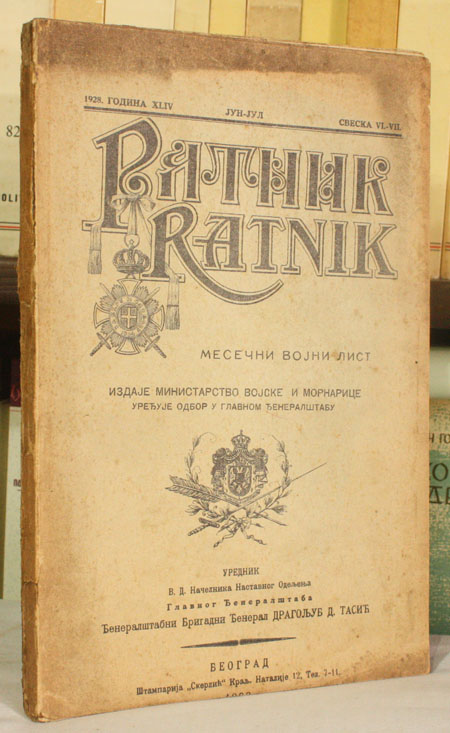 1928. ГОДИНА XLIV
ЈУН-ЈУЛ
СВЕСКА VI.-VII.
РАТНИК
RATNIK
МЕСЕЧНИ ВОЈНИ ЛИСТ
ИЗДАЈЕ МИНИСТАРСТВО ВОЈСКЕ И МОРНАРИЦЕ
УРЕЂУЈЕ ОДБОР У ГЛАВНОМ ЂЕНЕРАЛШТАБУ
УРЕДНИК
В. Д. Начелника Наставног Одељења
Главног Ђенералштаба
Ђенералштабни Бригадни Ђенерал ДРАГОЉУБ Д. ТАСИЋ
БЕОГРАД
Штампарија „Скерлић“ Краљ. Наталије 12, Тел. 7-11.
82